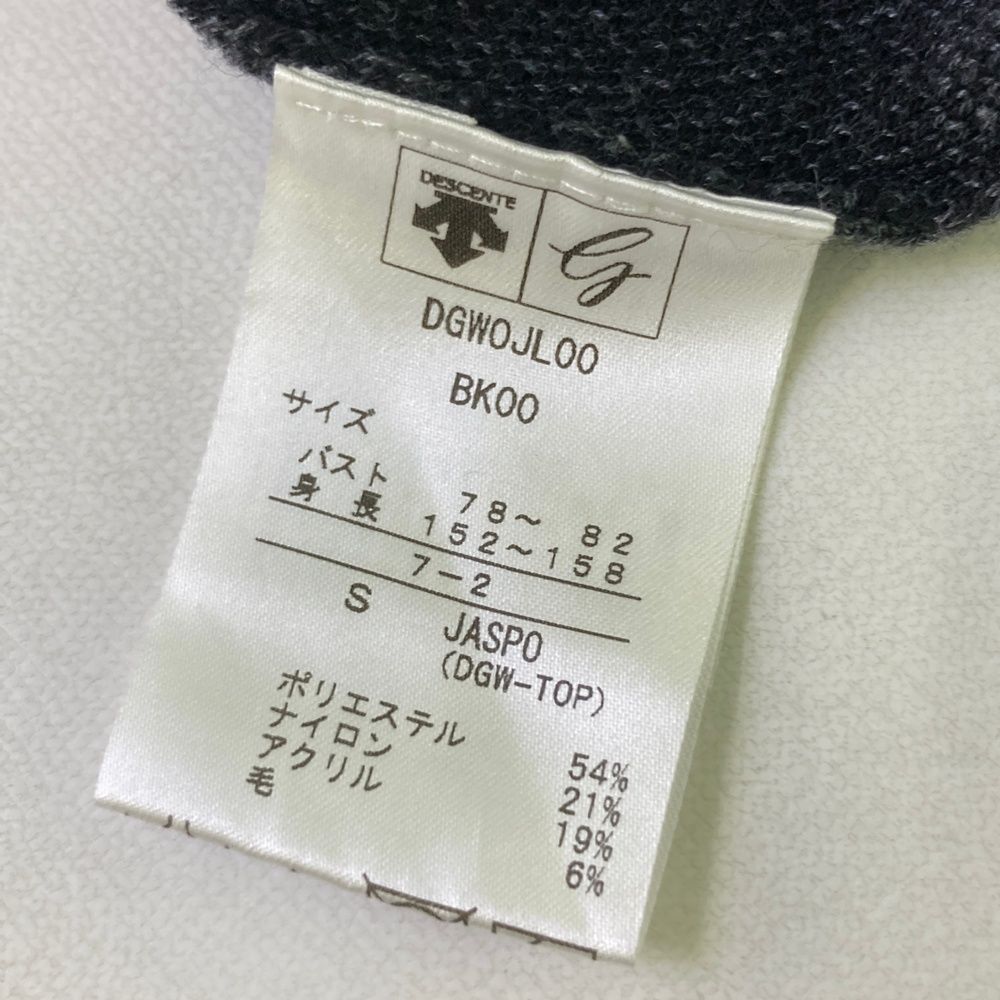 DESCENTE
G
DGWOJL00
BK00
サイズ
バスト 78～ 82
身長 152～158
7-2
S JASPO
(DGW-TOP)
ポリエステル 54%
ナイロン 21%
アクリル 19%
毛 6%